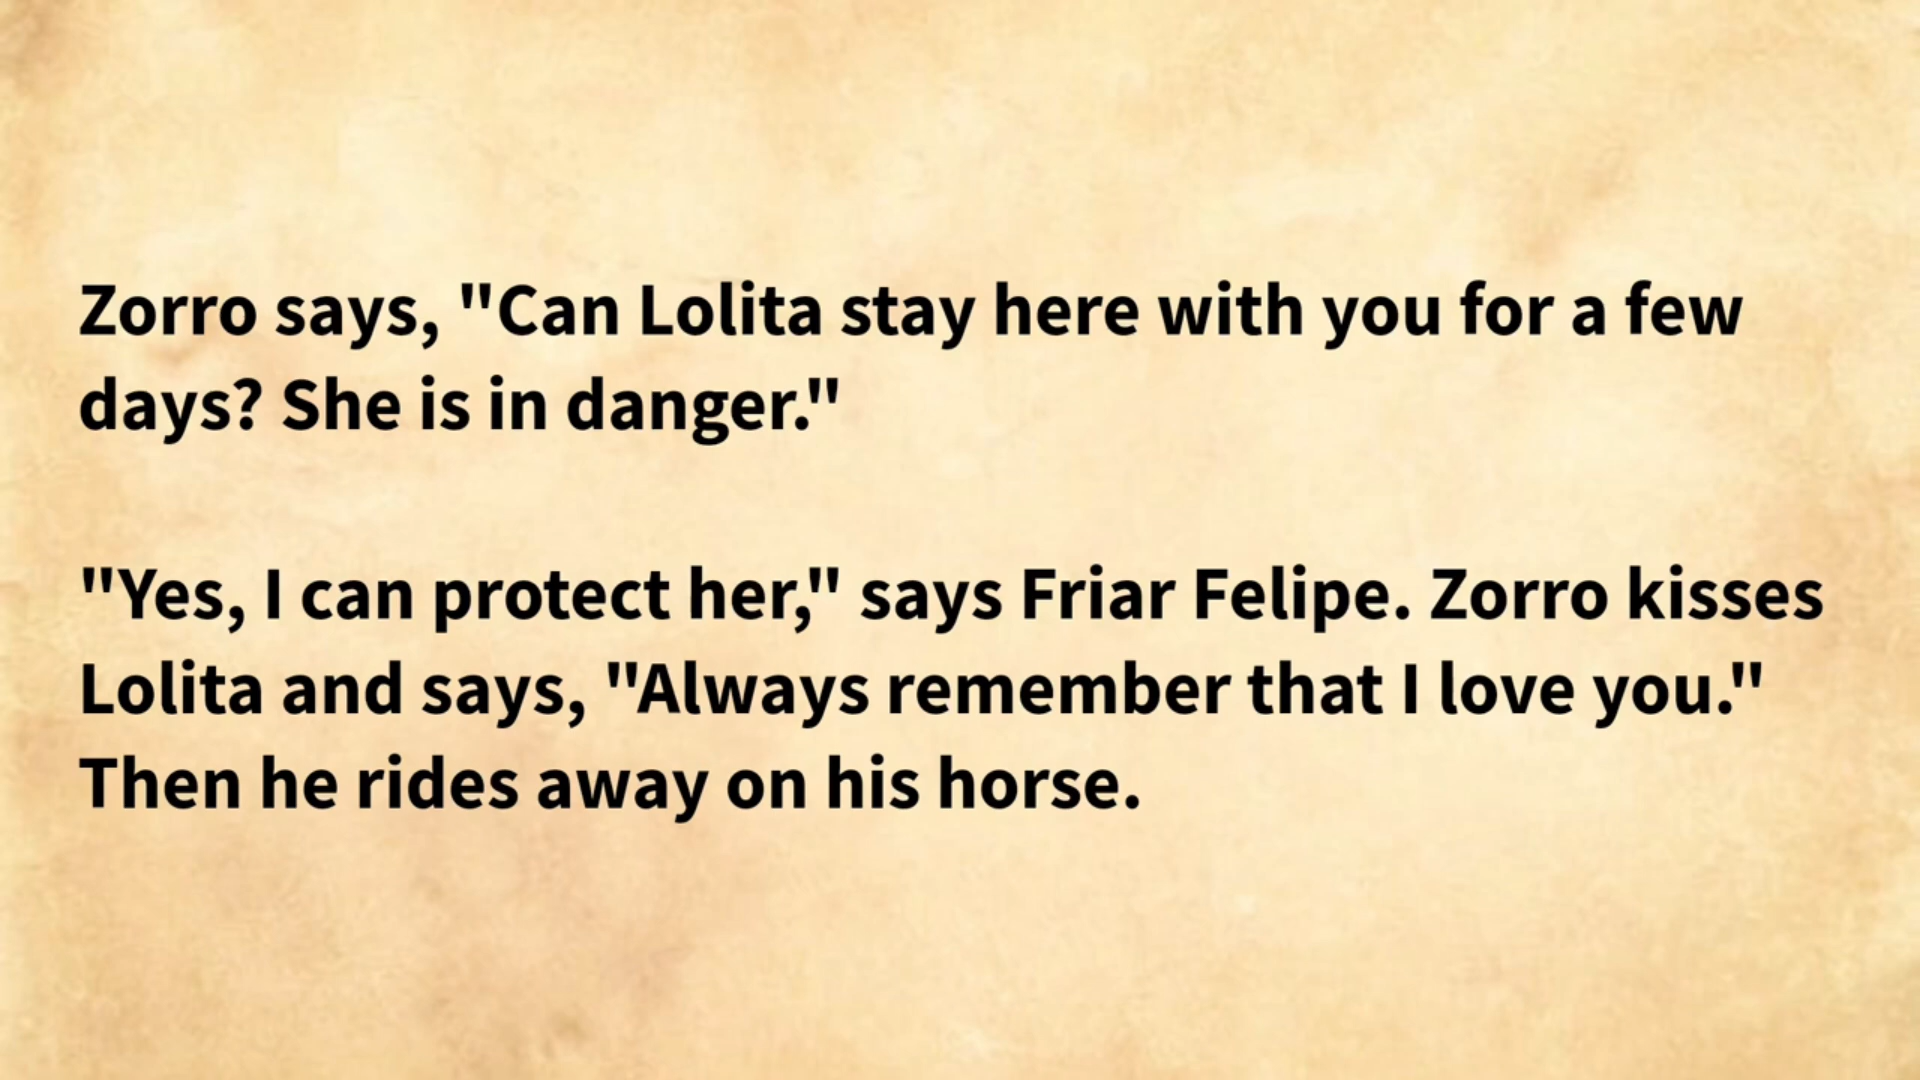 Zorro says, "Can Lolita stay here with you for a few
days? She is in danger."
"Yes, I can protect her," says Friar Felipe. Zorro kisses
Lolita and says, "Always remember that I love you."
Then he rides away on his horse.